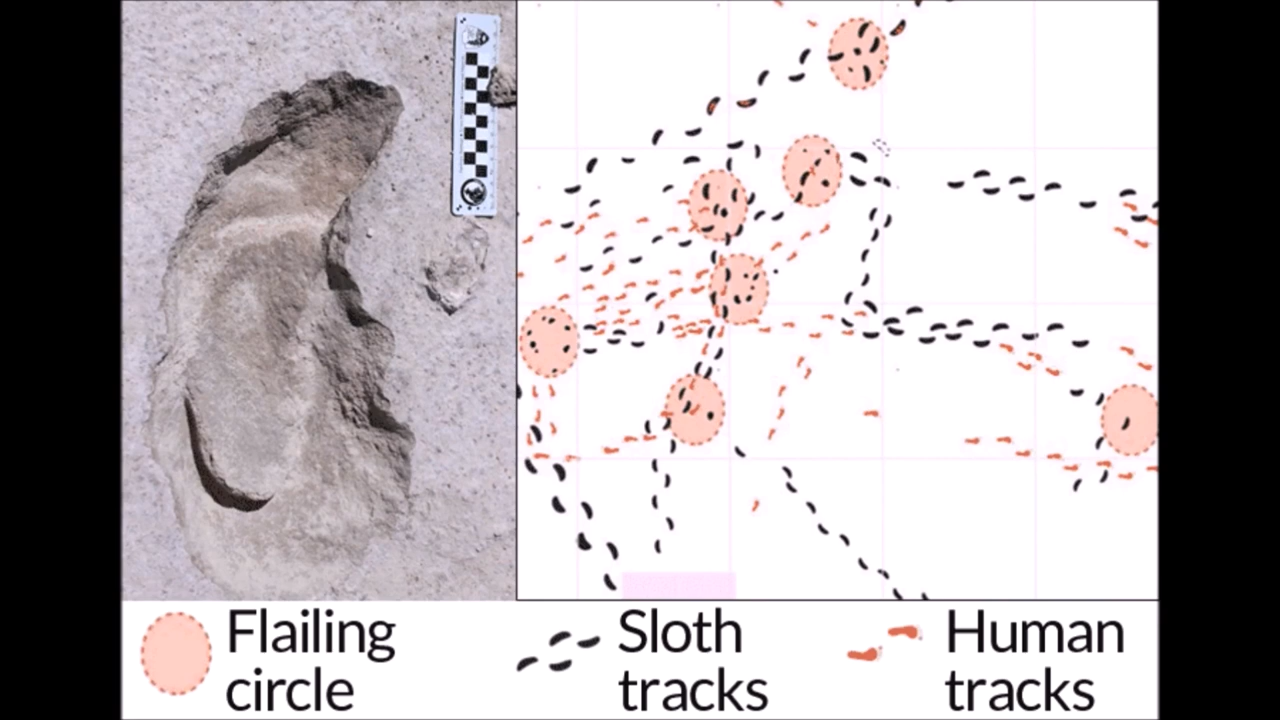 Flailing
circle
Sloth
tracks
Human
tracks